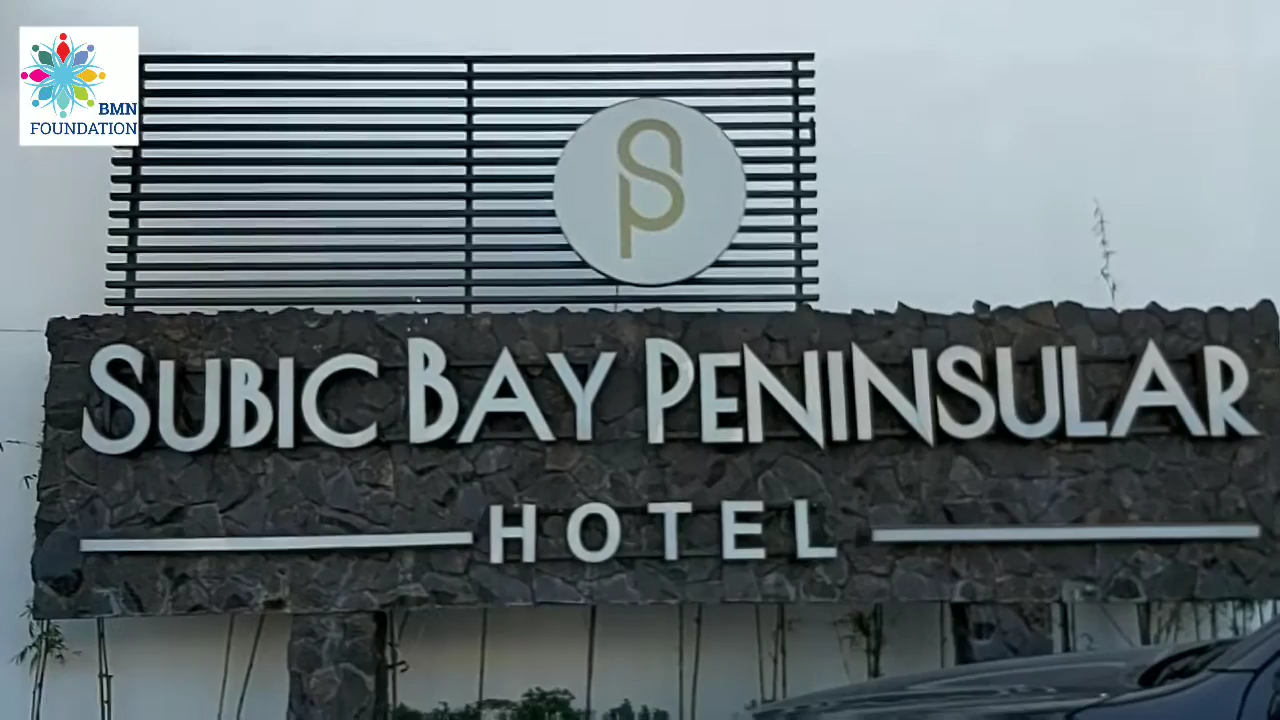 BMN
FOUNDATION
SP
SUBIC BAY PENINSULAR
HOTEL